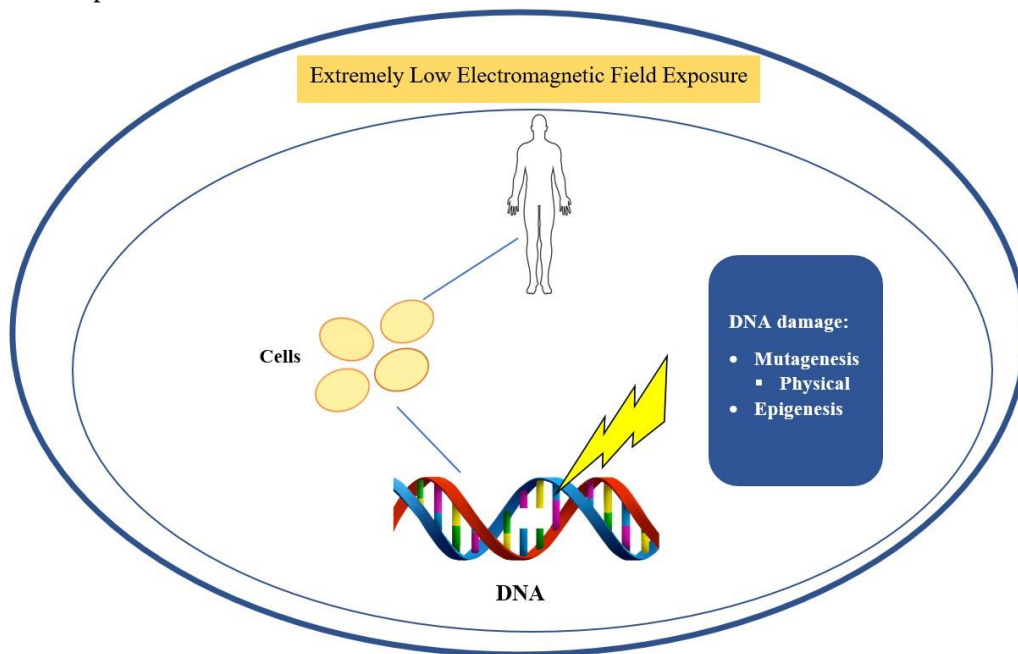 Extremely Low Electromagnetic Field Exposure
DNA damage:
• Mutagenesis
▪ Physical
• Epigenesis
Cells
DNA